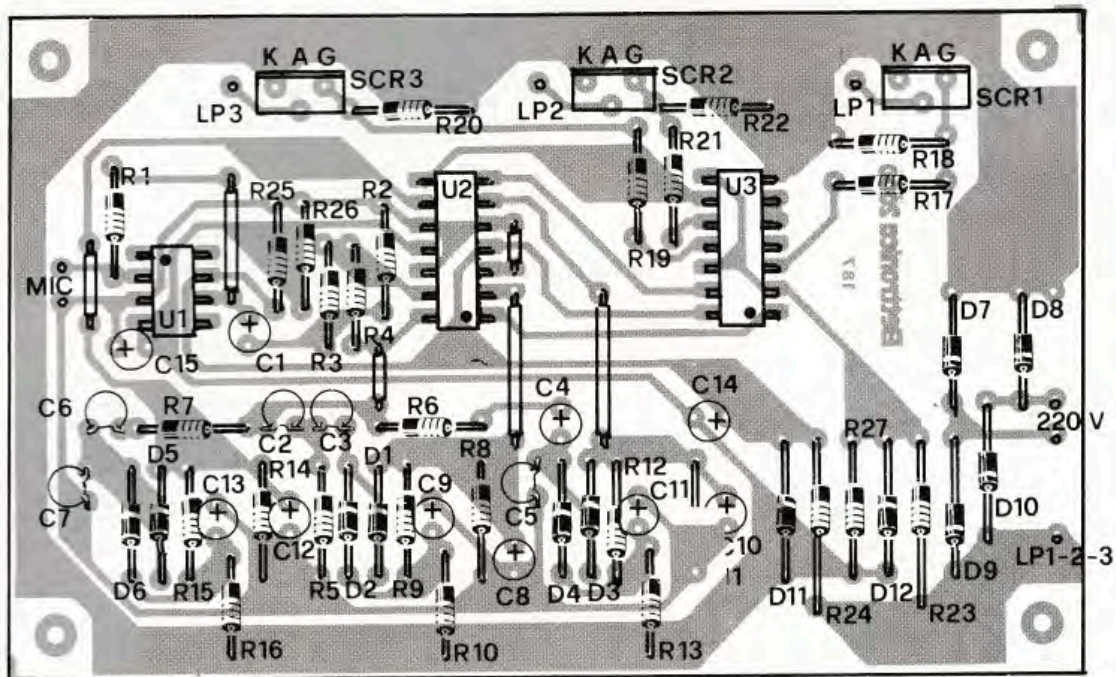 K A G
SCR3
LP3
R20
K A G
SCR2
LP2
R22
K A G
SCR1
LP1
R18
R17
R21
R19
R1
R25
R26
R2
U2
U3
MIC
U1
R3
R4
C15
C1
Elettronica 2000
187
D7
D8
C6
R7
C2
C3
R6
C4
C14
220 V
D5
R14
D1
R8
R27
C7
C13
C12
C9
C5
R12
C11
C10
D10
D6
R15
R5
D2
R9
C8
D4
D3
D11
R24
D12
R23
D9
LP1-2-3
R16
R10
R13